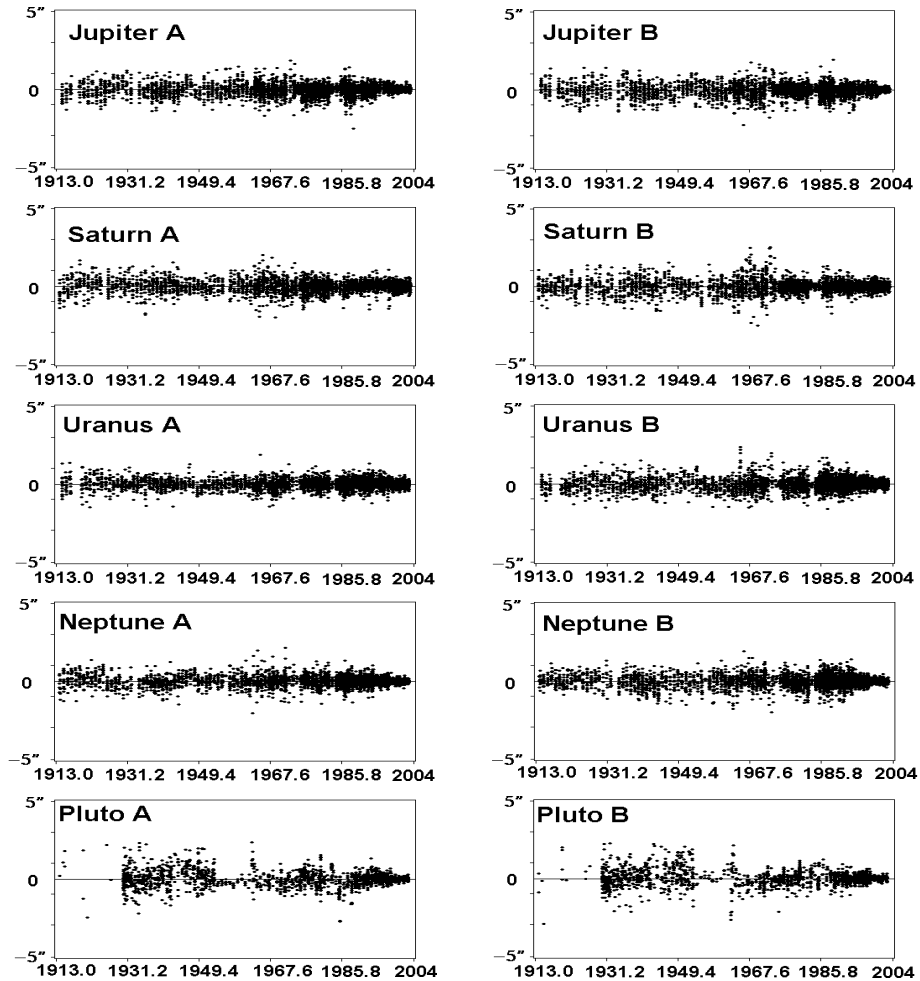 5″ 5″
Jupiter A Jupiter B
0 0
−5″ −5″
1913.0 1931.2 1949.4 1967.6 1985.8 2004 1913.0 1931.2 1949.4 1967.6 1985.8 2004
5″ 5″
Saturn A Saturn B
0 0
−5″ −5″
1913.0 1931.2 1949.4 1967.6 1985.8 2004 1913.0 1931.2 1949.4 1967.6 1985.8 2004
5″ 5″
Uranus A Uranus B
0 0
−5″ −5″
1913.0 1931.2 1949.4 1967.6 1985.8 2004 1913.0 1931.2 1949.4 1967.6 1985.8 2004
5″ 5″
Neptune A Neptune B
0 0
−5″ −5″
1913.0 1931.2 1949.4 1967.6 1985.8 2004 1913.0 1931.2 1949.4 1967.6 1985.8 2004
5″ 5″
Pluto A Pluto B
0 0
−5″ −5″
1913.0 1931.2 1949.4 1967.6 1985.8 2004 1913.0 1931.2 1949.4 1967.6 1985.8 2004